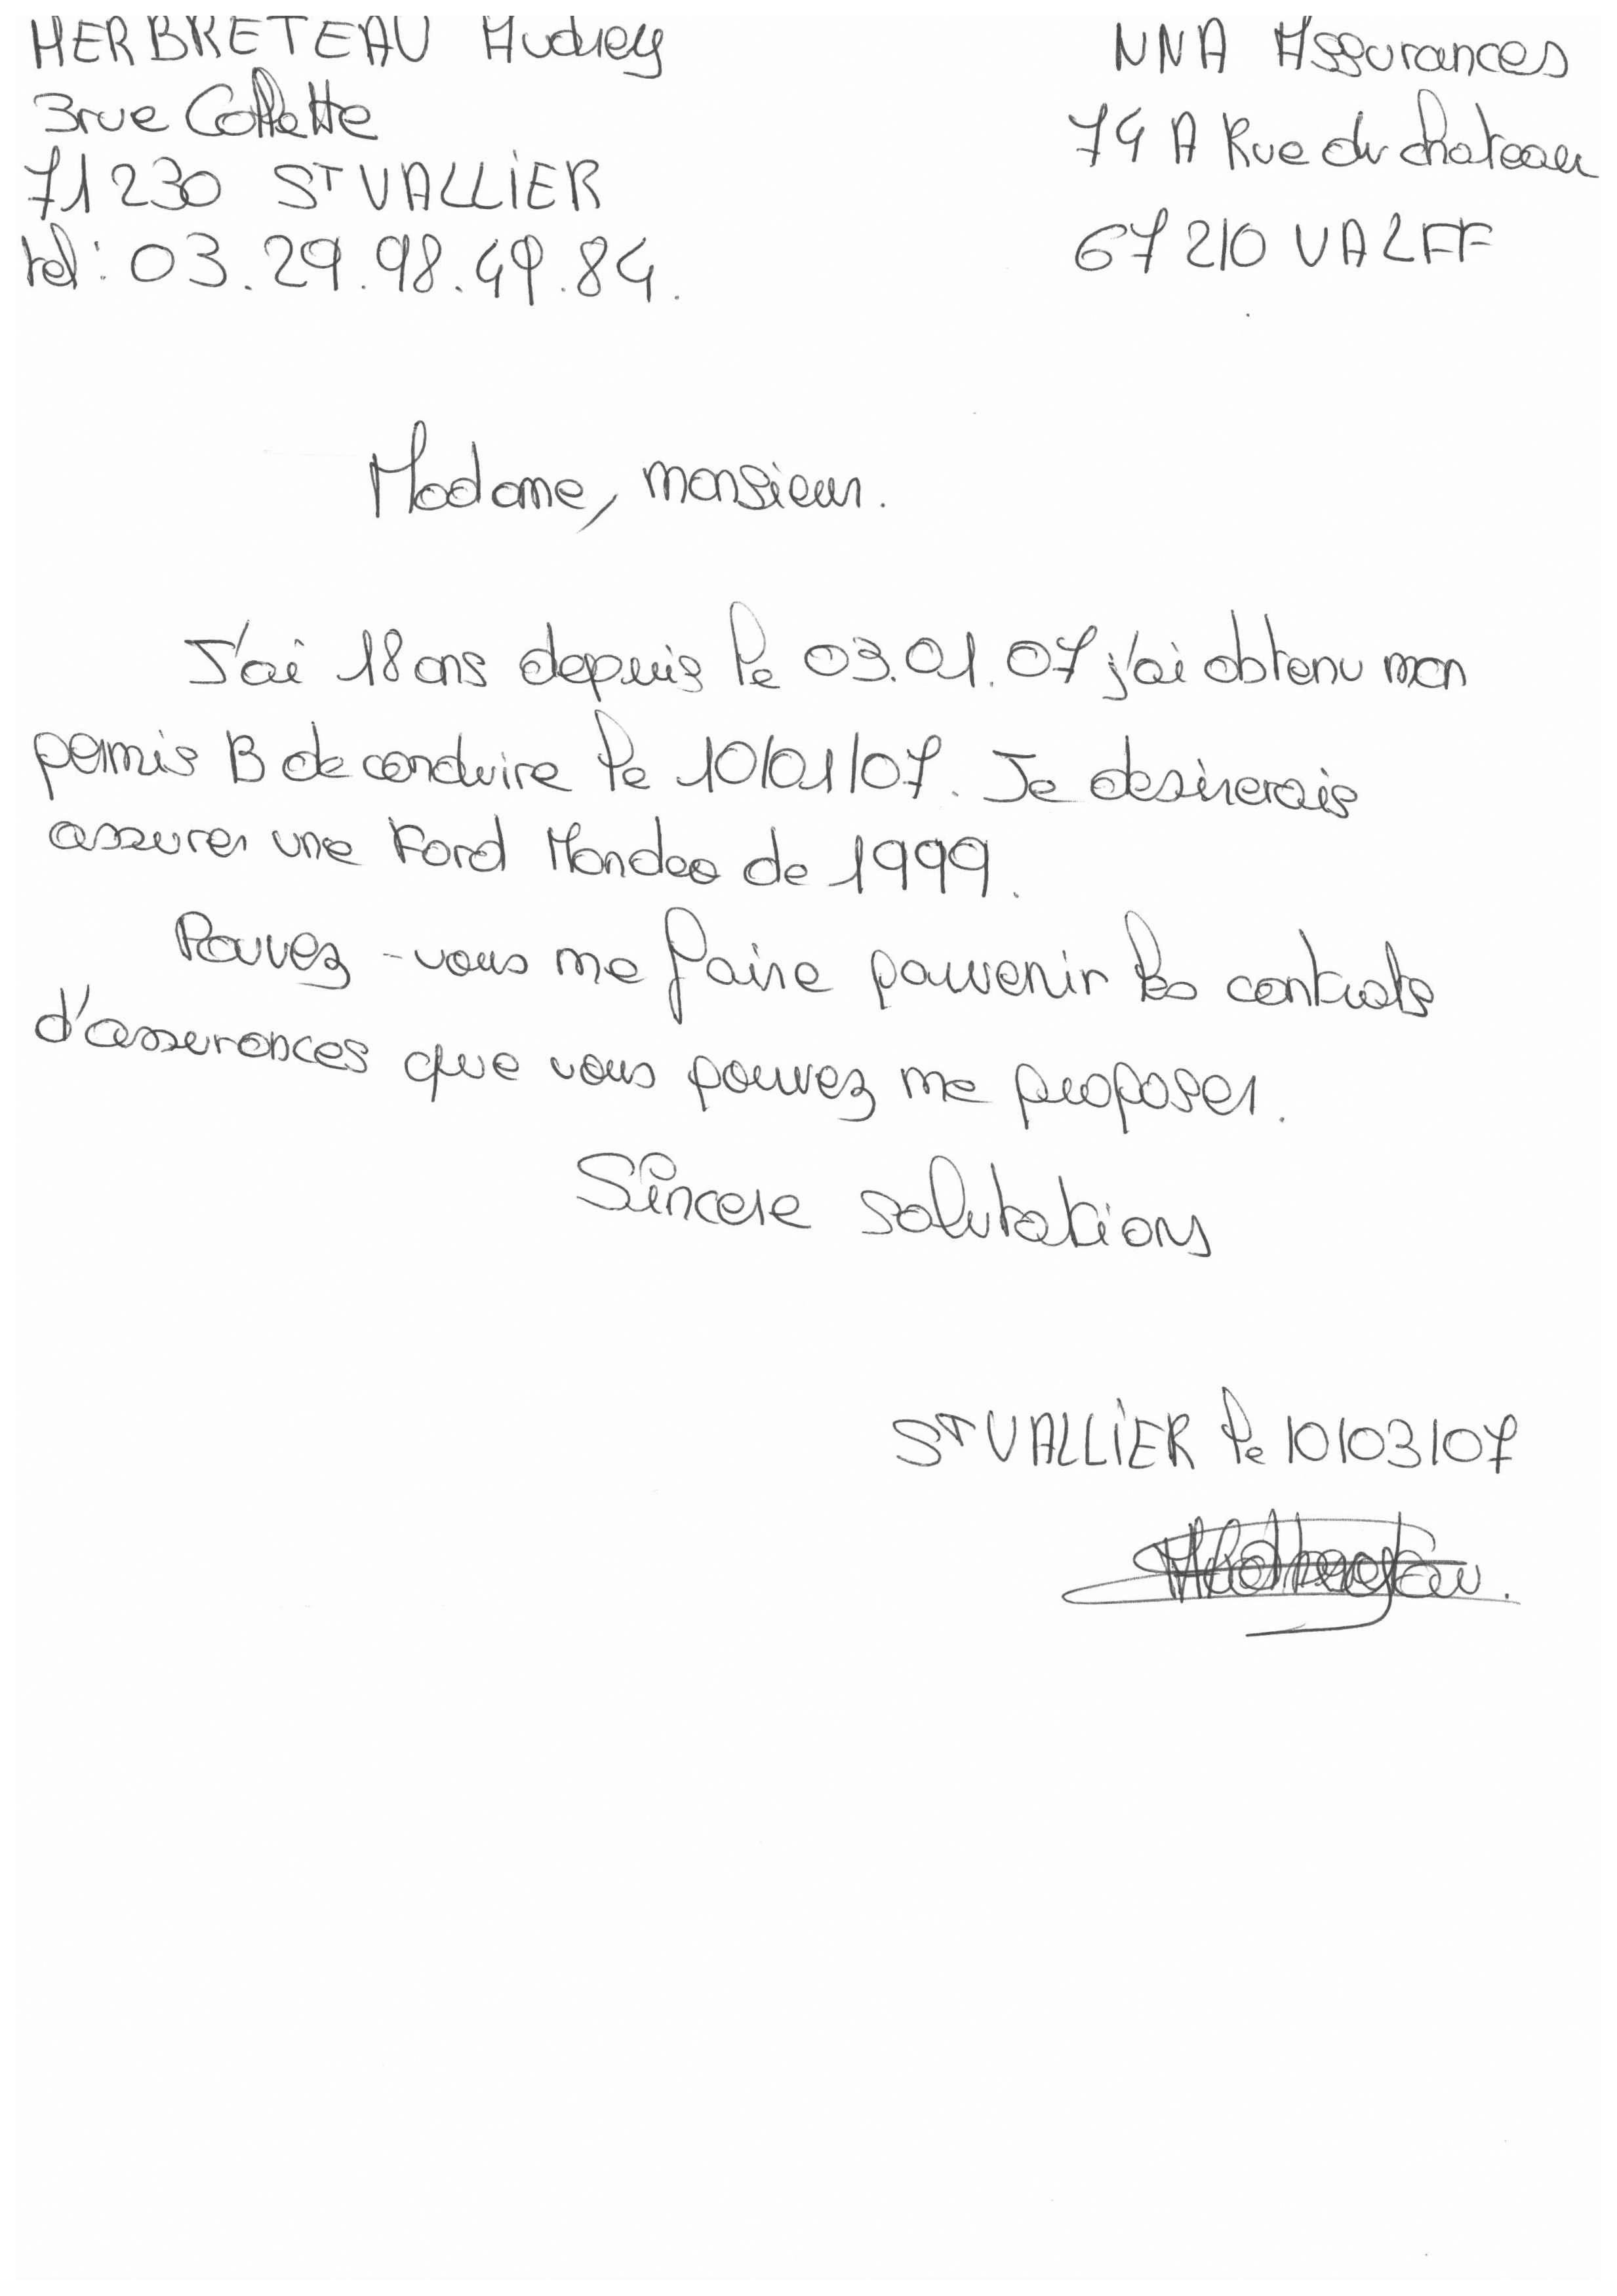 HERBRETEAU Audrey
3 rue Collette
71230 ST VALLIER
tel: 03.29.98.49.84.
NNA Assurances
74 A Rue du chateau
67210 VALFF
Madame, monsieur.
J'ai 18 ans depuis le 03.01.07 j'ai obtenu mon
permis B de conduire le 10/01/07. Je desirerais
assurer une Ford Mondeo de 1999.
Pouvez-vous me faire parvenir les contrats
d'assurances que vous pouvez me proposer.
Sincere salutations
ST VALLIER le 10/03/07